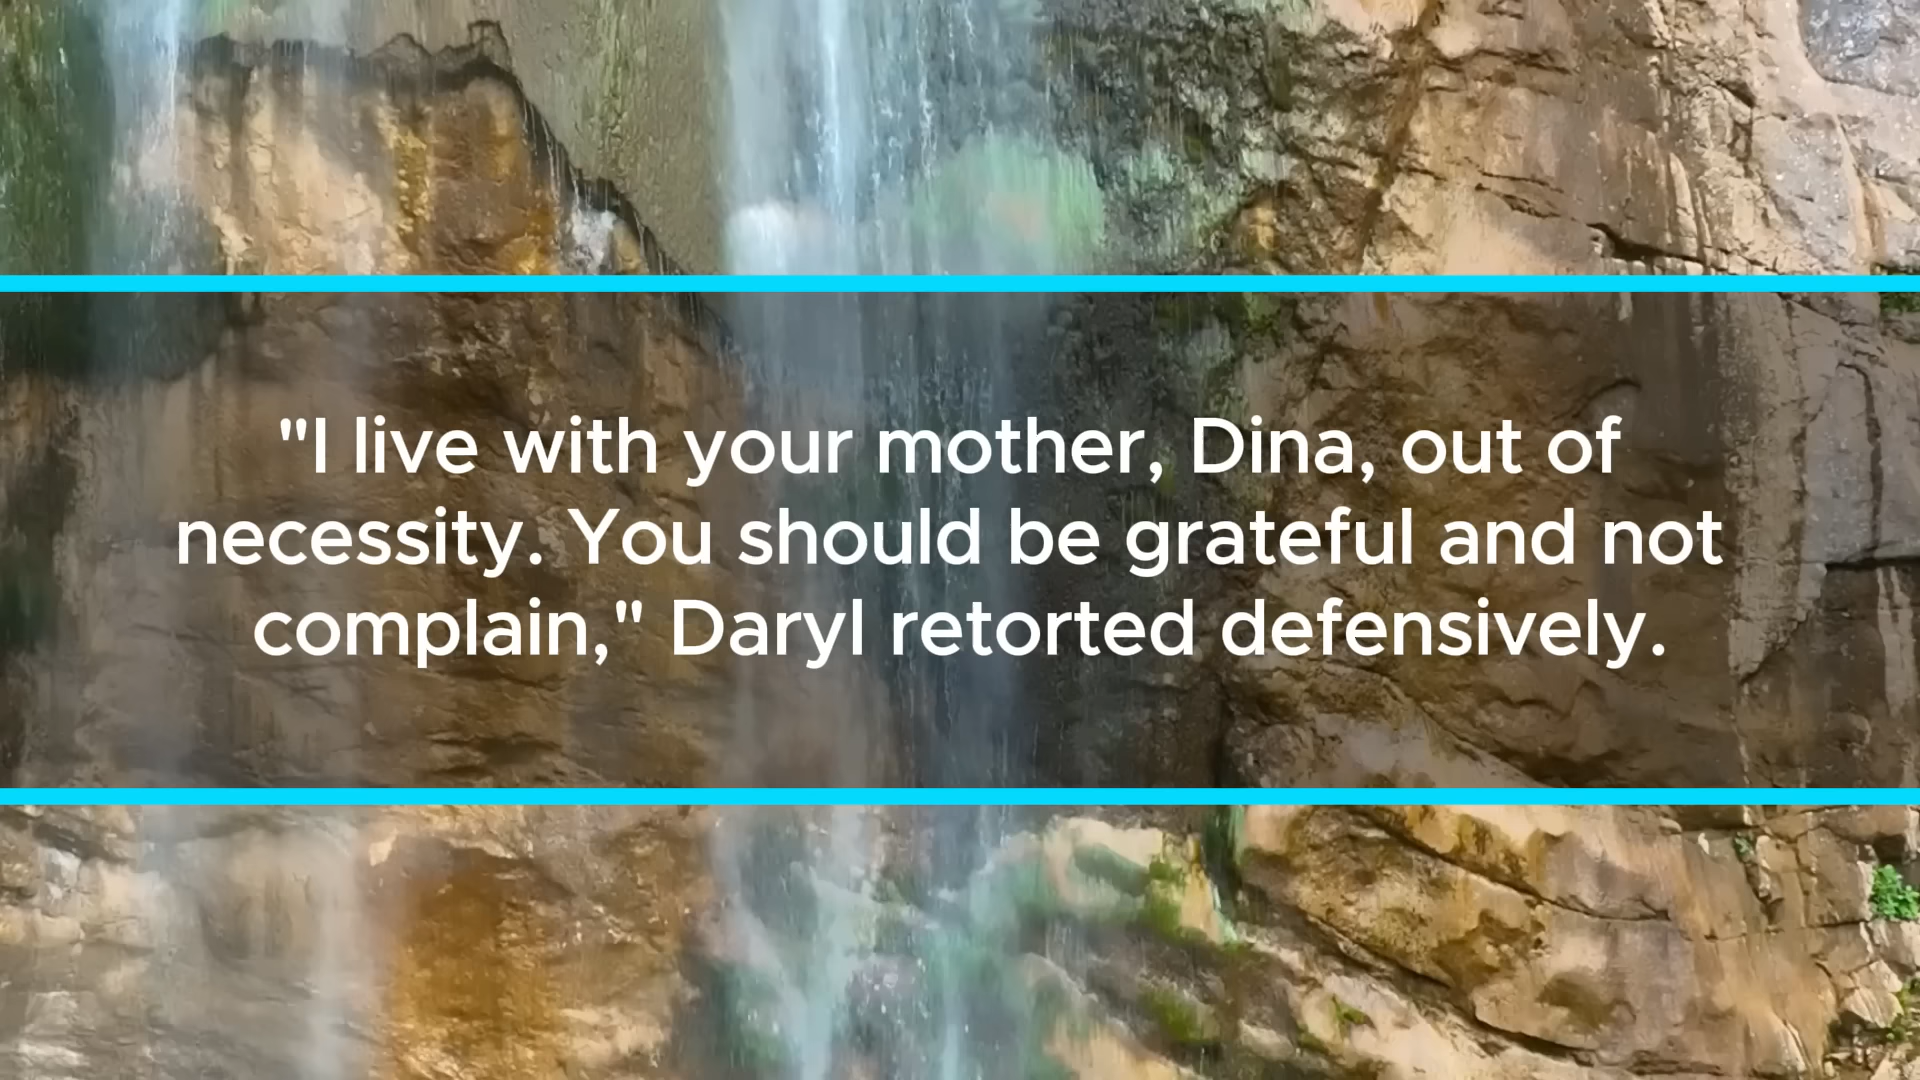 "I live with your mother, Dina, out of
necessity. You should be grateful and not
complain," Daryl retorted defensively.